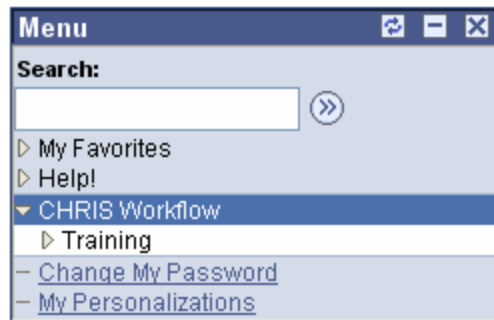 Menu
Search:
My Favorites
Help!
CHRIS Workflow
Training
Change My Password
My Personalizations